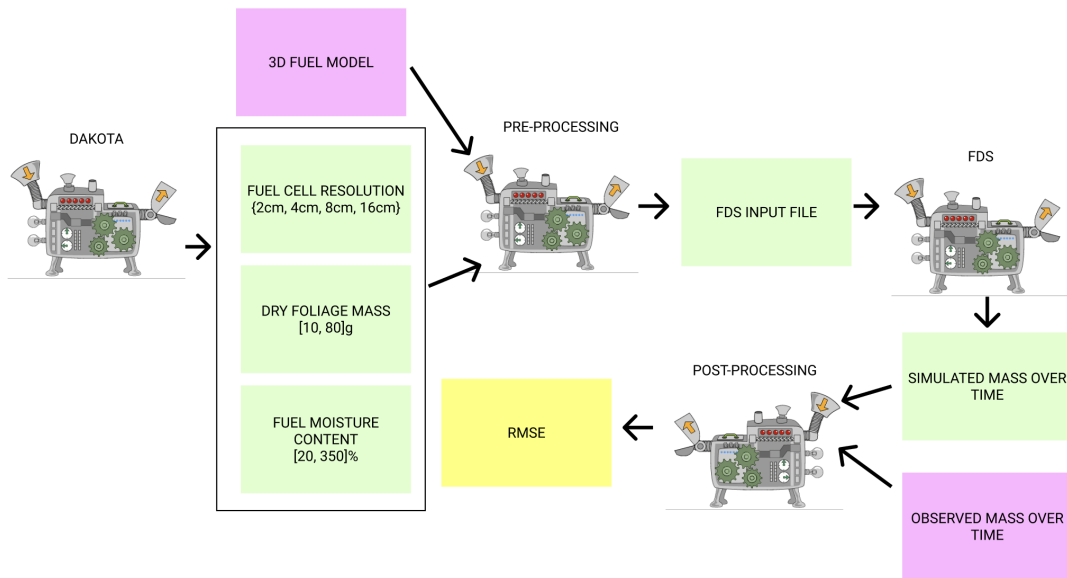 3D FUEL MODEL
DAKOTA
PRE-PROCESSING
FDS
FUEL CELL RESOLUTION
{2cm, 4cm, 8cm, 16cm}
FDS INPUT FILE
DRY FOLIAGE MASS
[10, 80]g
FUEL MOISTURE
CONTENT
[20, 350]%
POST-PROCESSING
SIMULATED MASS OVER
TIME
RMSE
OBSERVED MASS OVER
TIME